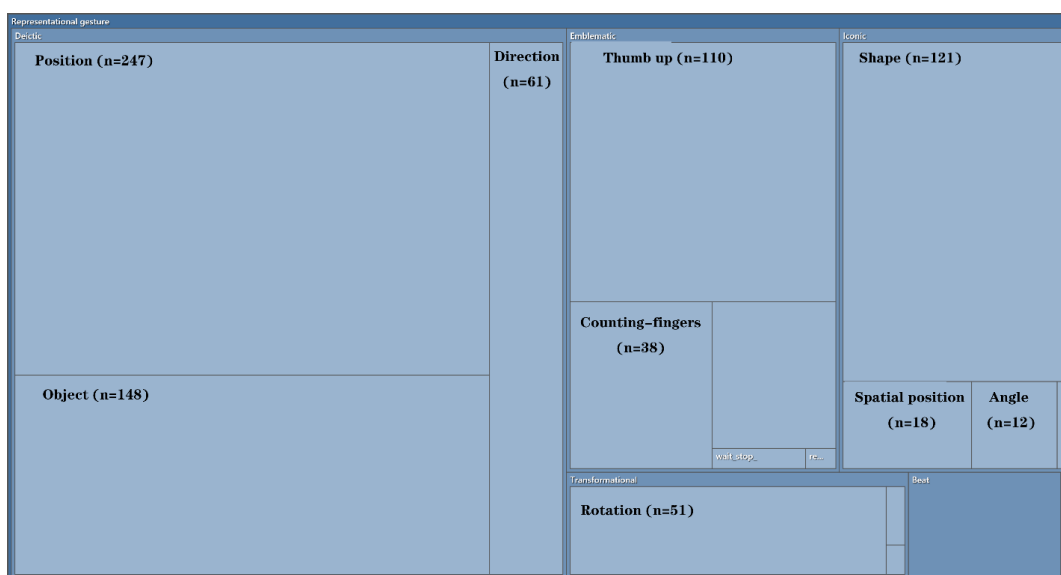 Representational gesture
Deictic
Position (n=247)
Direction
(n=61)
Object (n=148)
Emblematic
Thumb up (n=110)
Counting-fingers
(n=38)
wait_stop_
re...
Iconic
Shape (n=121)
Spatial position
(n=18)
Angle
(n=12)
Transformational
Rotation (n=51)
Beat